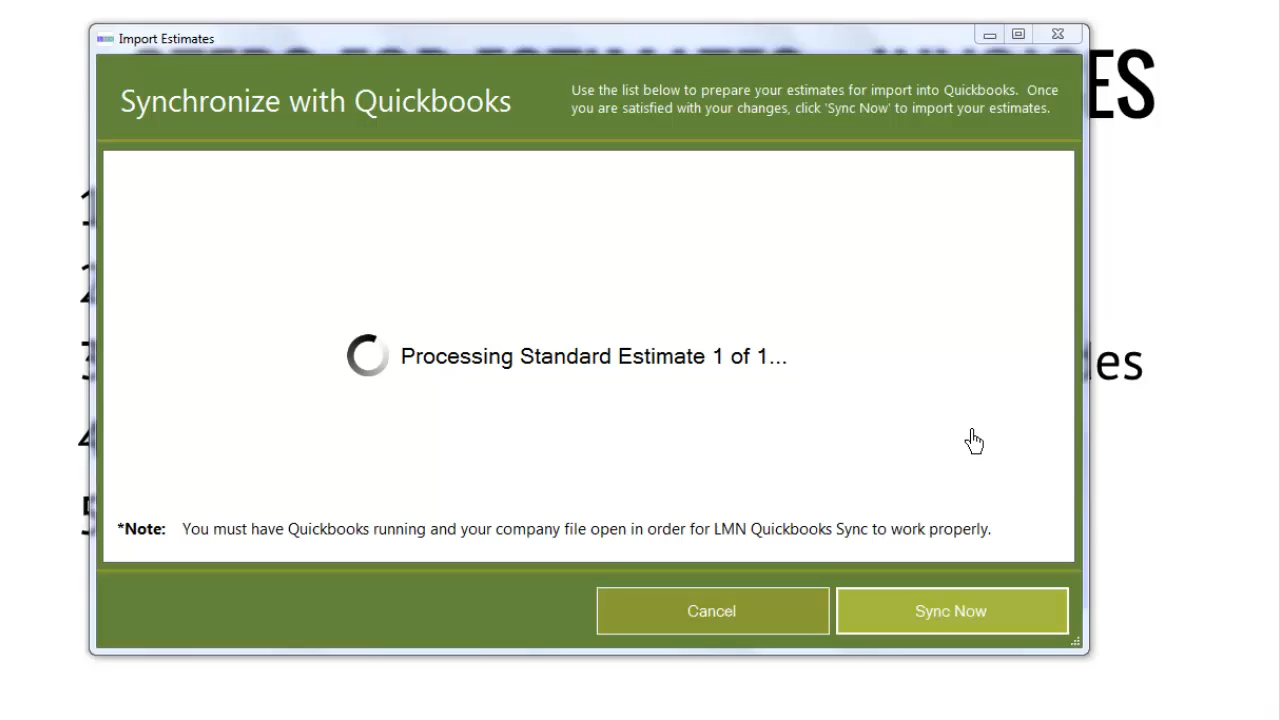 Import Estimates
Synchronize with Quickbooks
Use the list below to prepare your estimates for import into Quickbooks. Once
you are satisfied with your changes, click 'Sync Now' to import your estimates.
Processing Standard Estimate 1 of 1...
*Note: You must have Quickbooks running and your company file open in order for LMN Quickbooks Sync to work properly.
Cancel
Sync Now